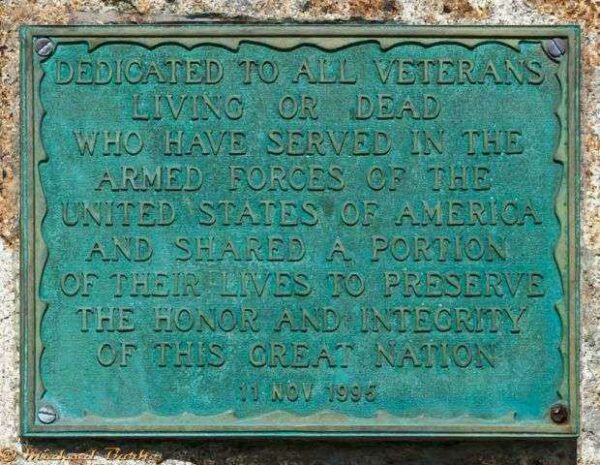 DEDICATED TO ALL VETERANS
LIVING OR DEAD
WHO HAVE SERVED IN THE
ARMED FORCES OF THE
UNITED STATES OF AMERICA
AND SHARED A PORTION
OF THEIR LIVES TO PRESERVE
THE HONOR AND INTEGRITY
OF THIS GREAT NATION
11 NOV 1995
© Michael